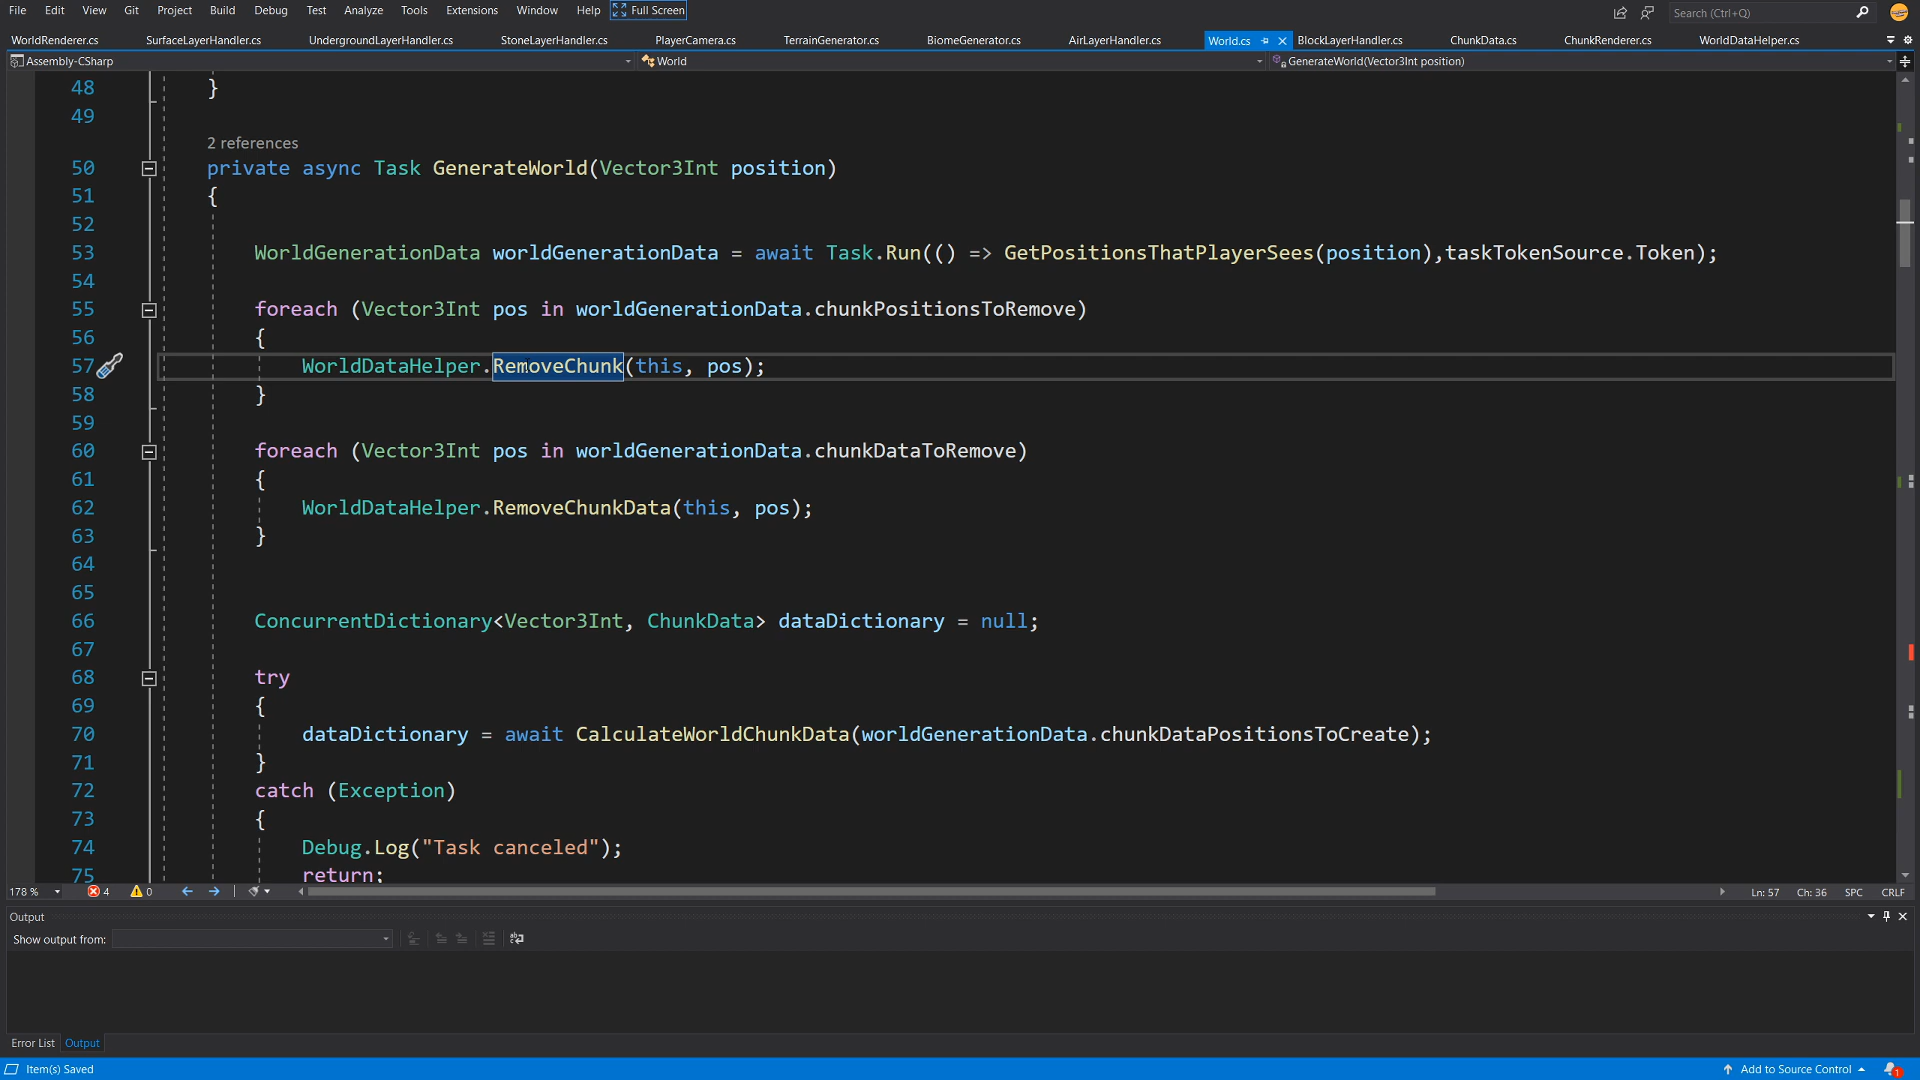 File Edit View Git Project Build Debug Test Analyze Tools Extensions Window Help Full Screen Search (Ctrl+Q)
WorldRenderer.cs SurfaceLayerHandler.cs UndergroundLayerHandler.cs StoneLayerHandler.cs PlayerCamera.cs TerrainGenerator.cs BiomeGenerator.cs AirLayerHandler.cs World.cs BlockLayerHandler.cs ChunkData.cs ChunkRenderer.cs WorldDataHelper.cs
Assembly-CSharp World GenerateWorld(Vector3Int position)
48 }
49
2 references
50 private async Task GenerateWorld(Vector3Int position)
51 {
52
53 WorldGenerationData worldGenerationData = await Task.Run(() => GetPositionsThatPlayerSees(position),taskTokenSource.Token);
54
55 foreach (Vector3Int pos in worldGenerationData.chunkPositionsToRemove)
56 {
57 WorldDataHelper.RemoveChunk(this, pos);
58 }
59
60 foreach (Vector3Int pos in worldGenerationData.chunkDataToRemove)
61 {
62 WorldDataHelper.RemoveChunkData(this, pos);
63 }
64
65
66 ConcurrentDictionary<Vector3Int, ChunkData> dataDictionary = null;
67
68 try
69 {
70 dataDictionary = await CalculateWorldChunkData(worldGenerationData.chunkDataPositionsToCreate);
71 }
72 catch (Exception)
73 {
74 Debug.Log("Task canceled");
75 return;
178 % 4 0 Ln: 57 Ch: 36 SPC CRLF
Output
Show output from:
Error List Output
Item(s) Saved Add to Source Control 1